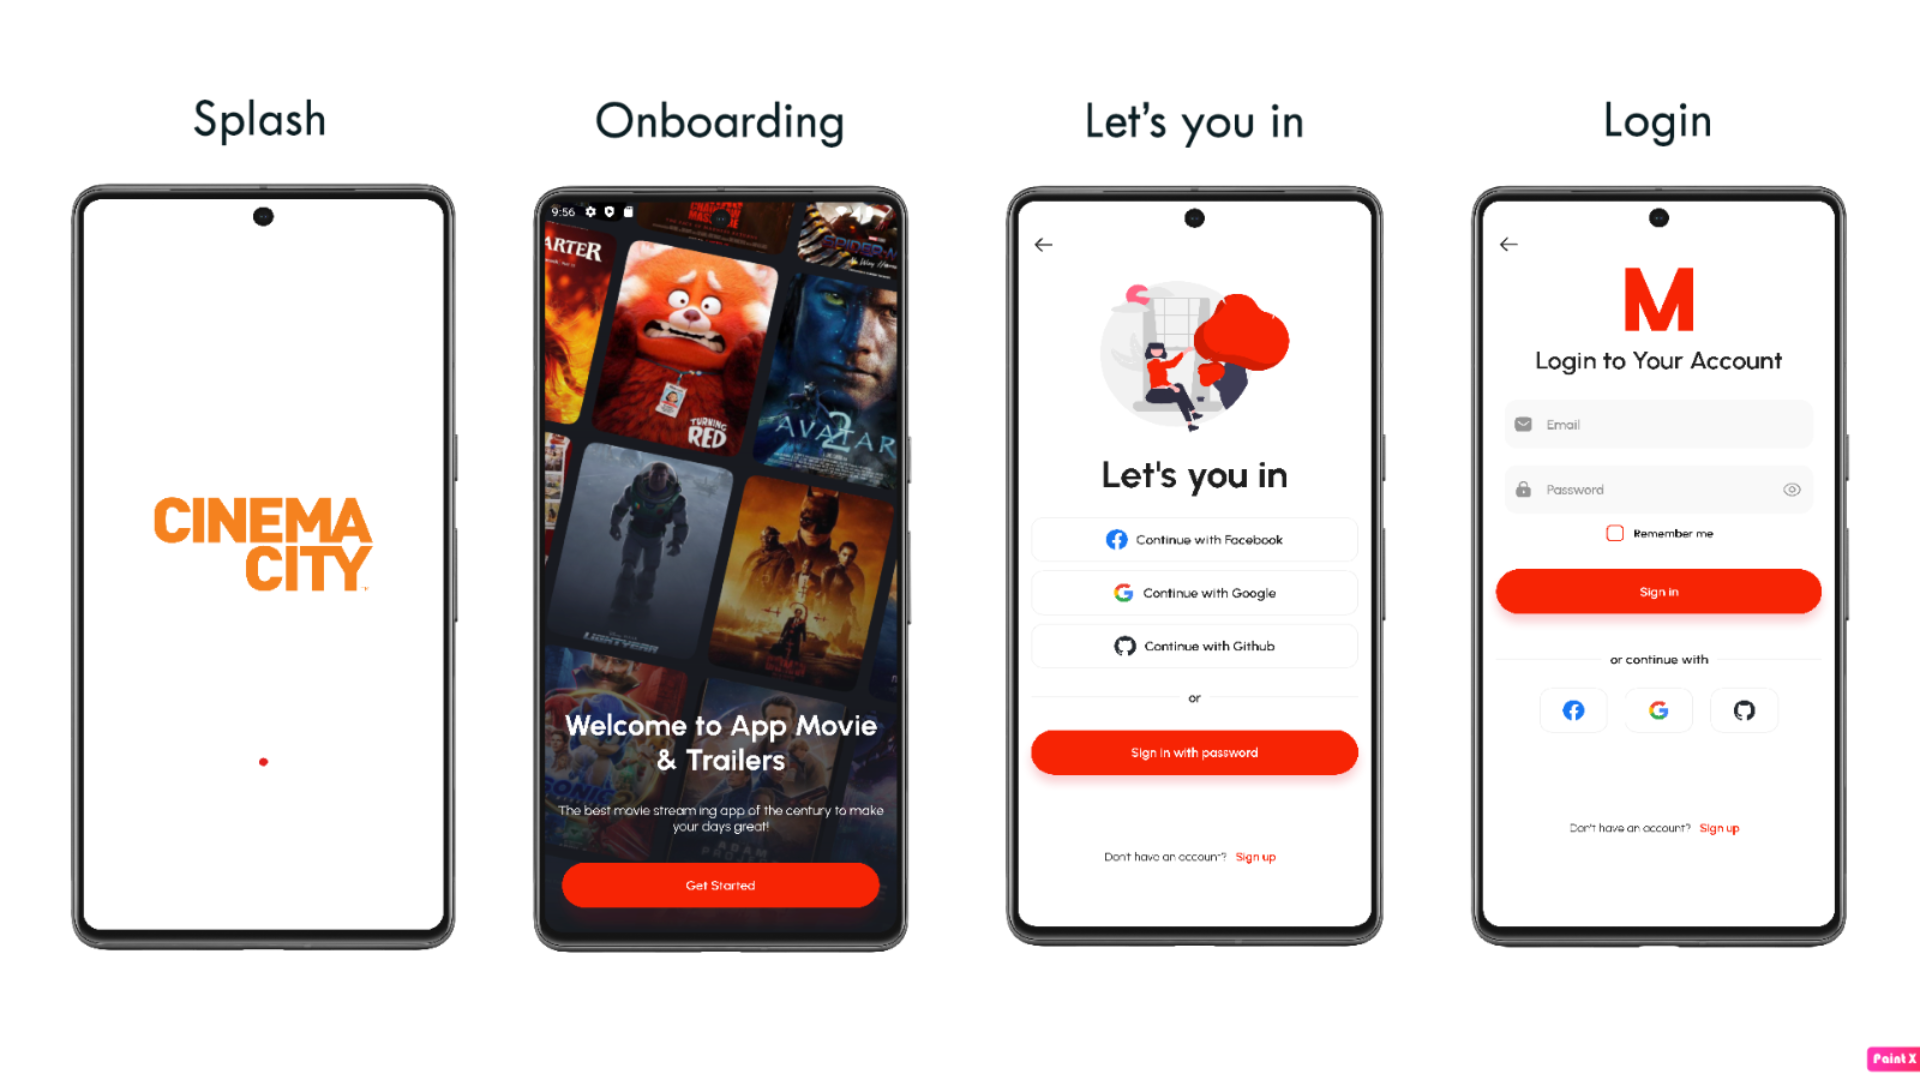 Splash
Onboarding
Let's you in
Login
CINEMA
CITY
9:56
ARTER
SPIDER-M
TURNING
RED
AVATAR
2
LIGHTYEAR
SONIC
ADAM
Welcome to App Movie
& Trailers
The best movie streaming app of the century to make
your days great!
Get Started
Let's you in
Continue with Facebook
Continue with Google
Continue with Github
or
Sign in with password
Don't have an account? Sign up
M
Login to Your Account
Email
Password
Remember me
Sign in
or continue with
Don't have an account? Sign up
Paint X